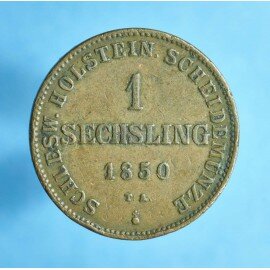 SCHLESW. HOLSTEIN. SCHEIDEMÜNZE
1
SECHSLING
1850
T A